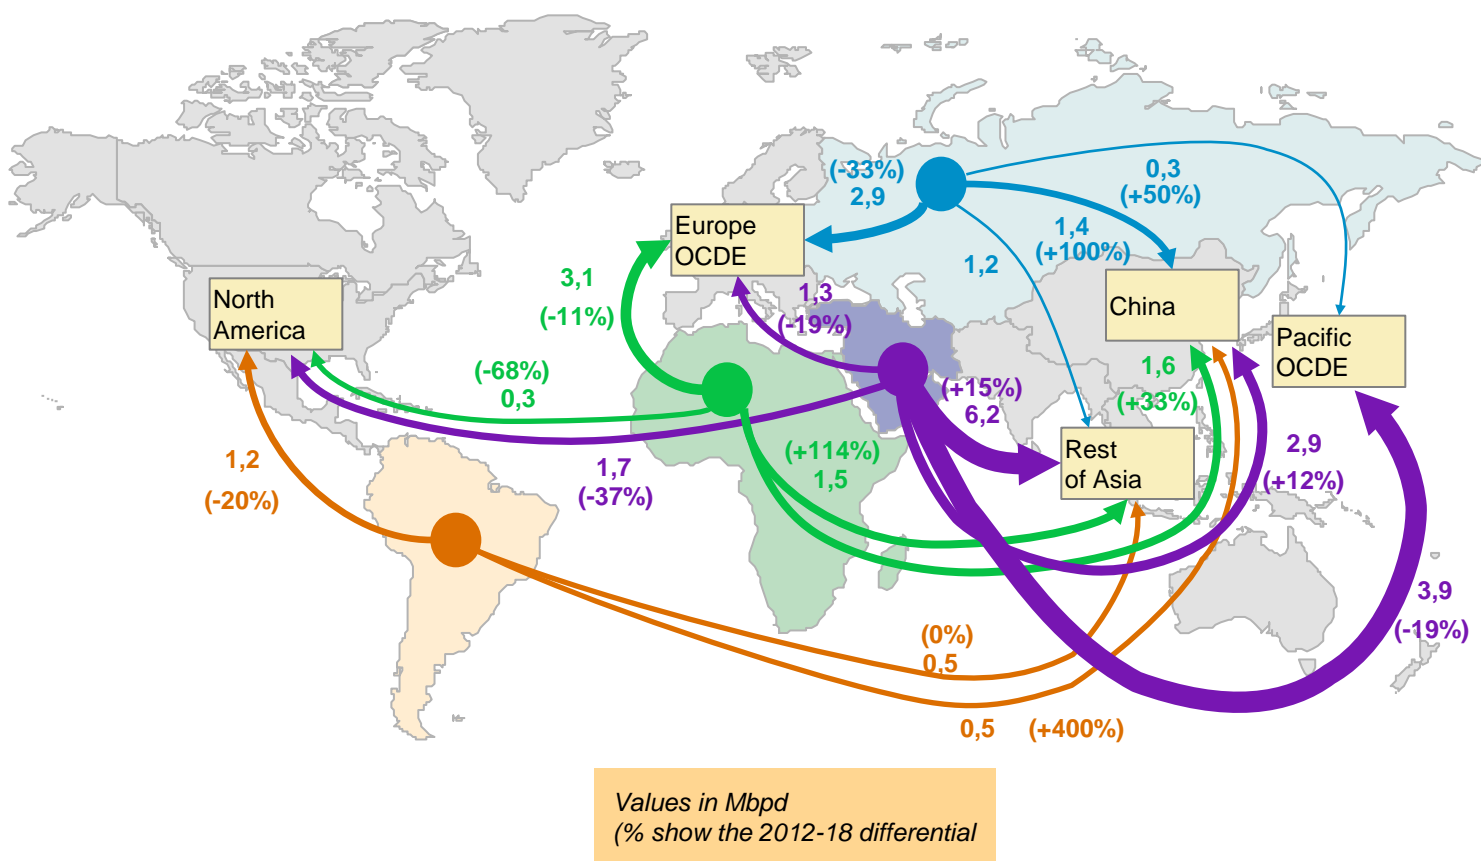 (-33%)
2,9
0,3
(+50%)
Europe
OCDE
1,4
(+100%)
1,2
3,1
(-11%)
North
America
1,3
(-19%)
China
Pacific
OCDE
(-68%)
0,3
1,6
(+33%)
(+15%)
6,2
1,2
(-20%)
1,7
(-37%)
(+114%)
1,5
Rest
of Asia
2,9
(+12%)
3,9
(-19%)
(0%)
0,5
0,5 (+400%)
Values in Mbpd
(% show the 2012-18 differential